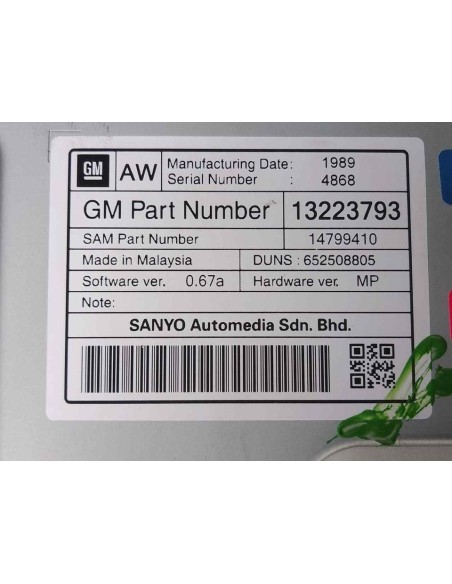 GM
AW
Manufacturing Date: 1989
Serial Number : 4868
GM Part Number 13223793
SAM Part Number 14799410
Made in Malaysia DUNS : 652508805
Software ver. 0.67a Hardware ver. MP
Note:
SANYO Automedia Sdn. Bhd.